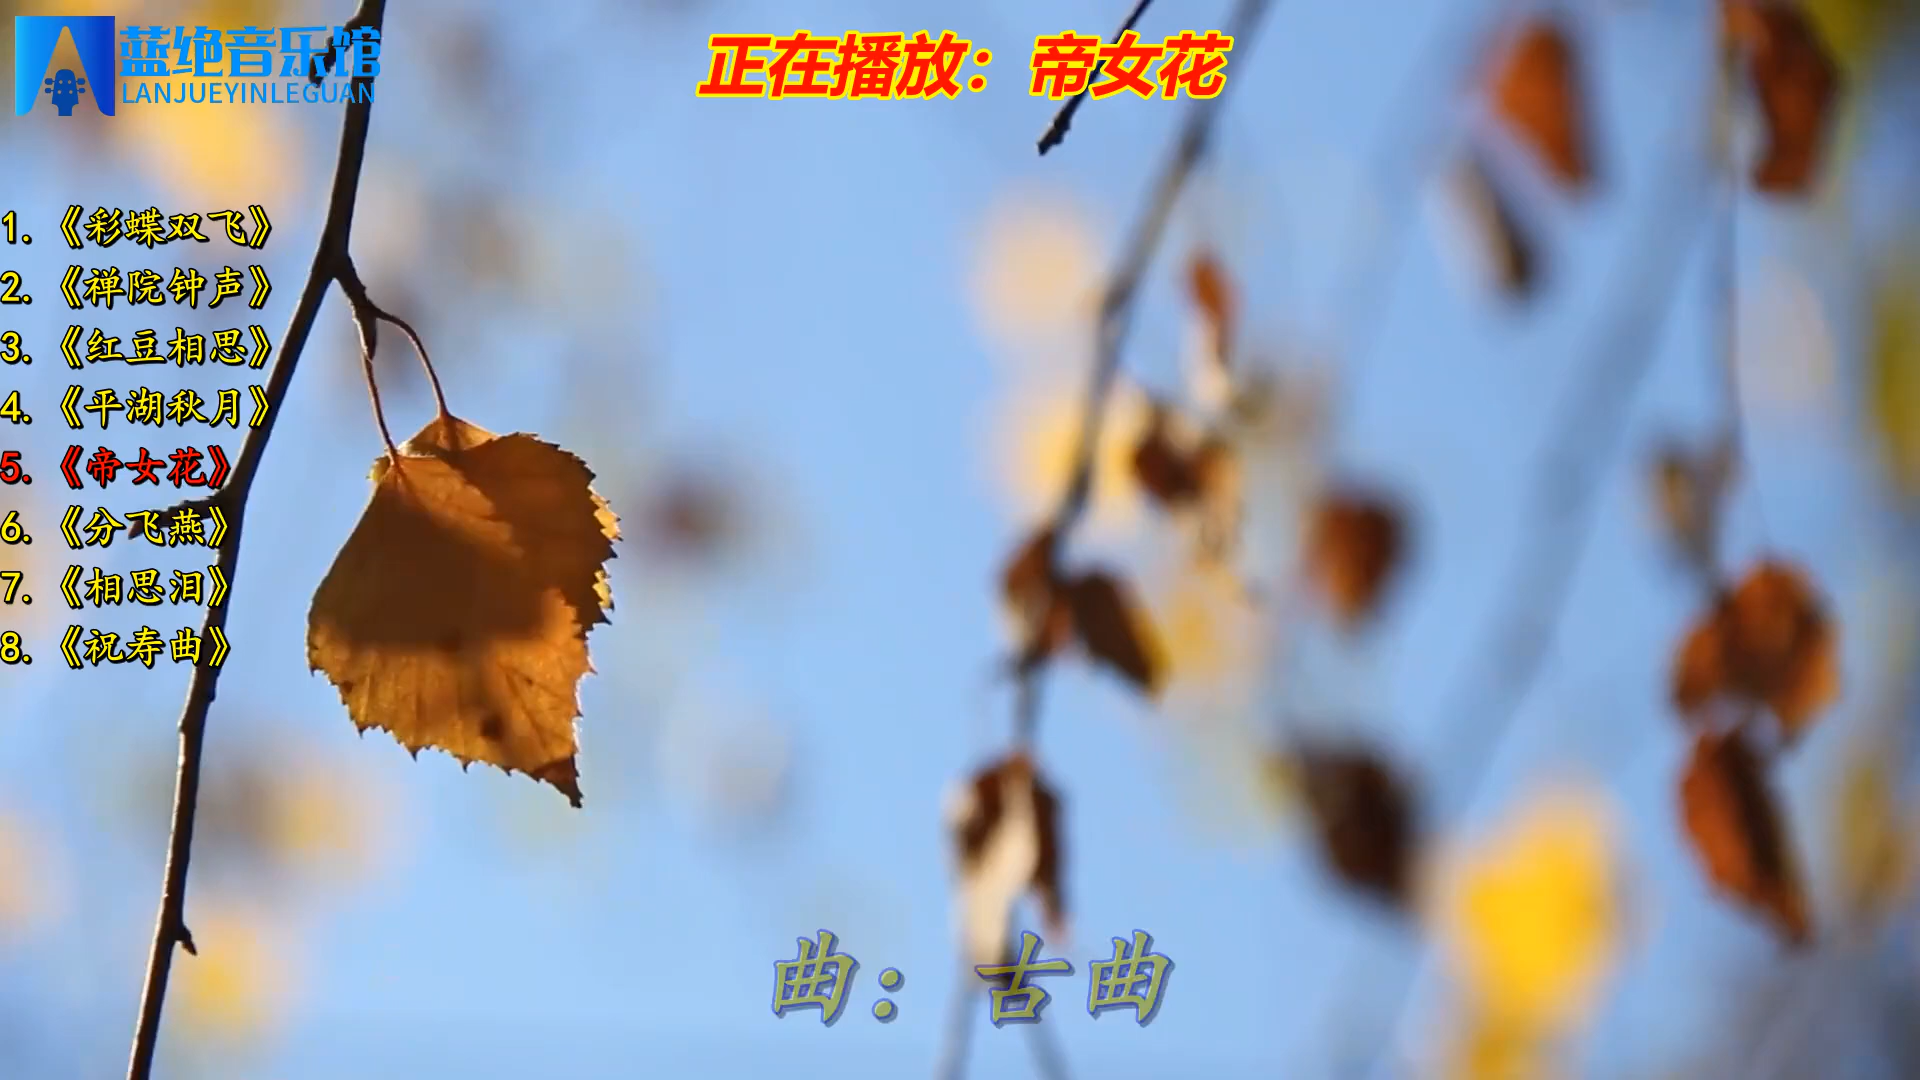 蓝绝音乐馆
LANJUEYINLEGUAN
正在播放：帝女花
1.《彩蝶双飞》
2.《禅院钟声》
3.《红豆相思》
4.《平湖秋月》
5.《帝女花》
6.《分飞燕》
7.《相思泪》
8.《祝寿曲》
曲：古曲